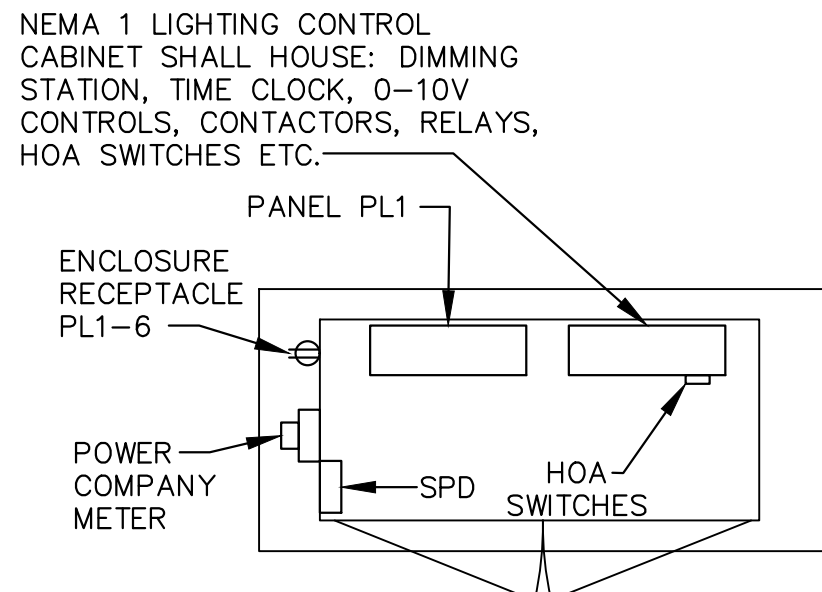 NEMA 1 LIGHTING CONTROL
CABINET SHALL HOUSE: DIMMING
STATION, TIME CLOCK, 0-10V
CONTROLS, CONTACTORS, RELAYS,
HOA SWITCHES ETC.
PANEL PL1
ENCLOSURE
RECEPTACLE
PL1-6
POWER
COMPANY
METER
SPD
HOA
SWITCHES